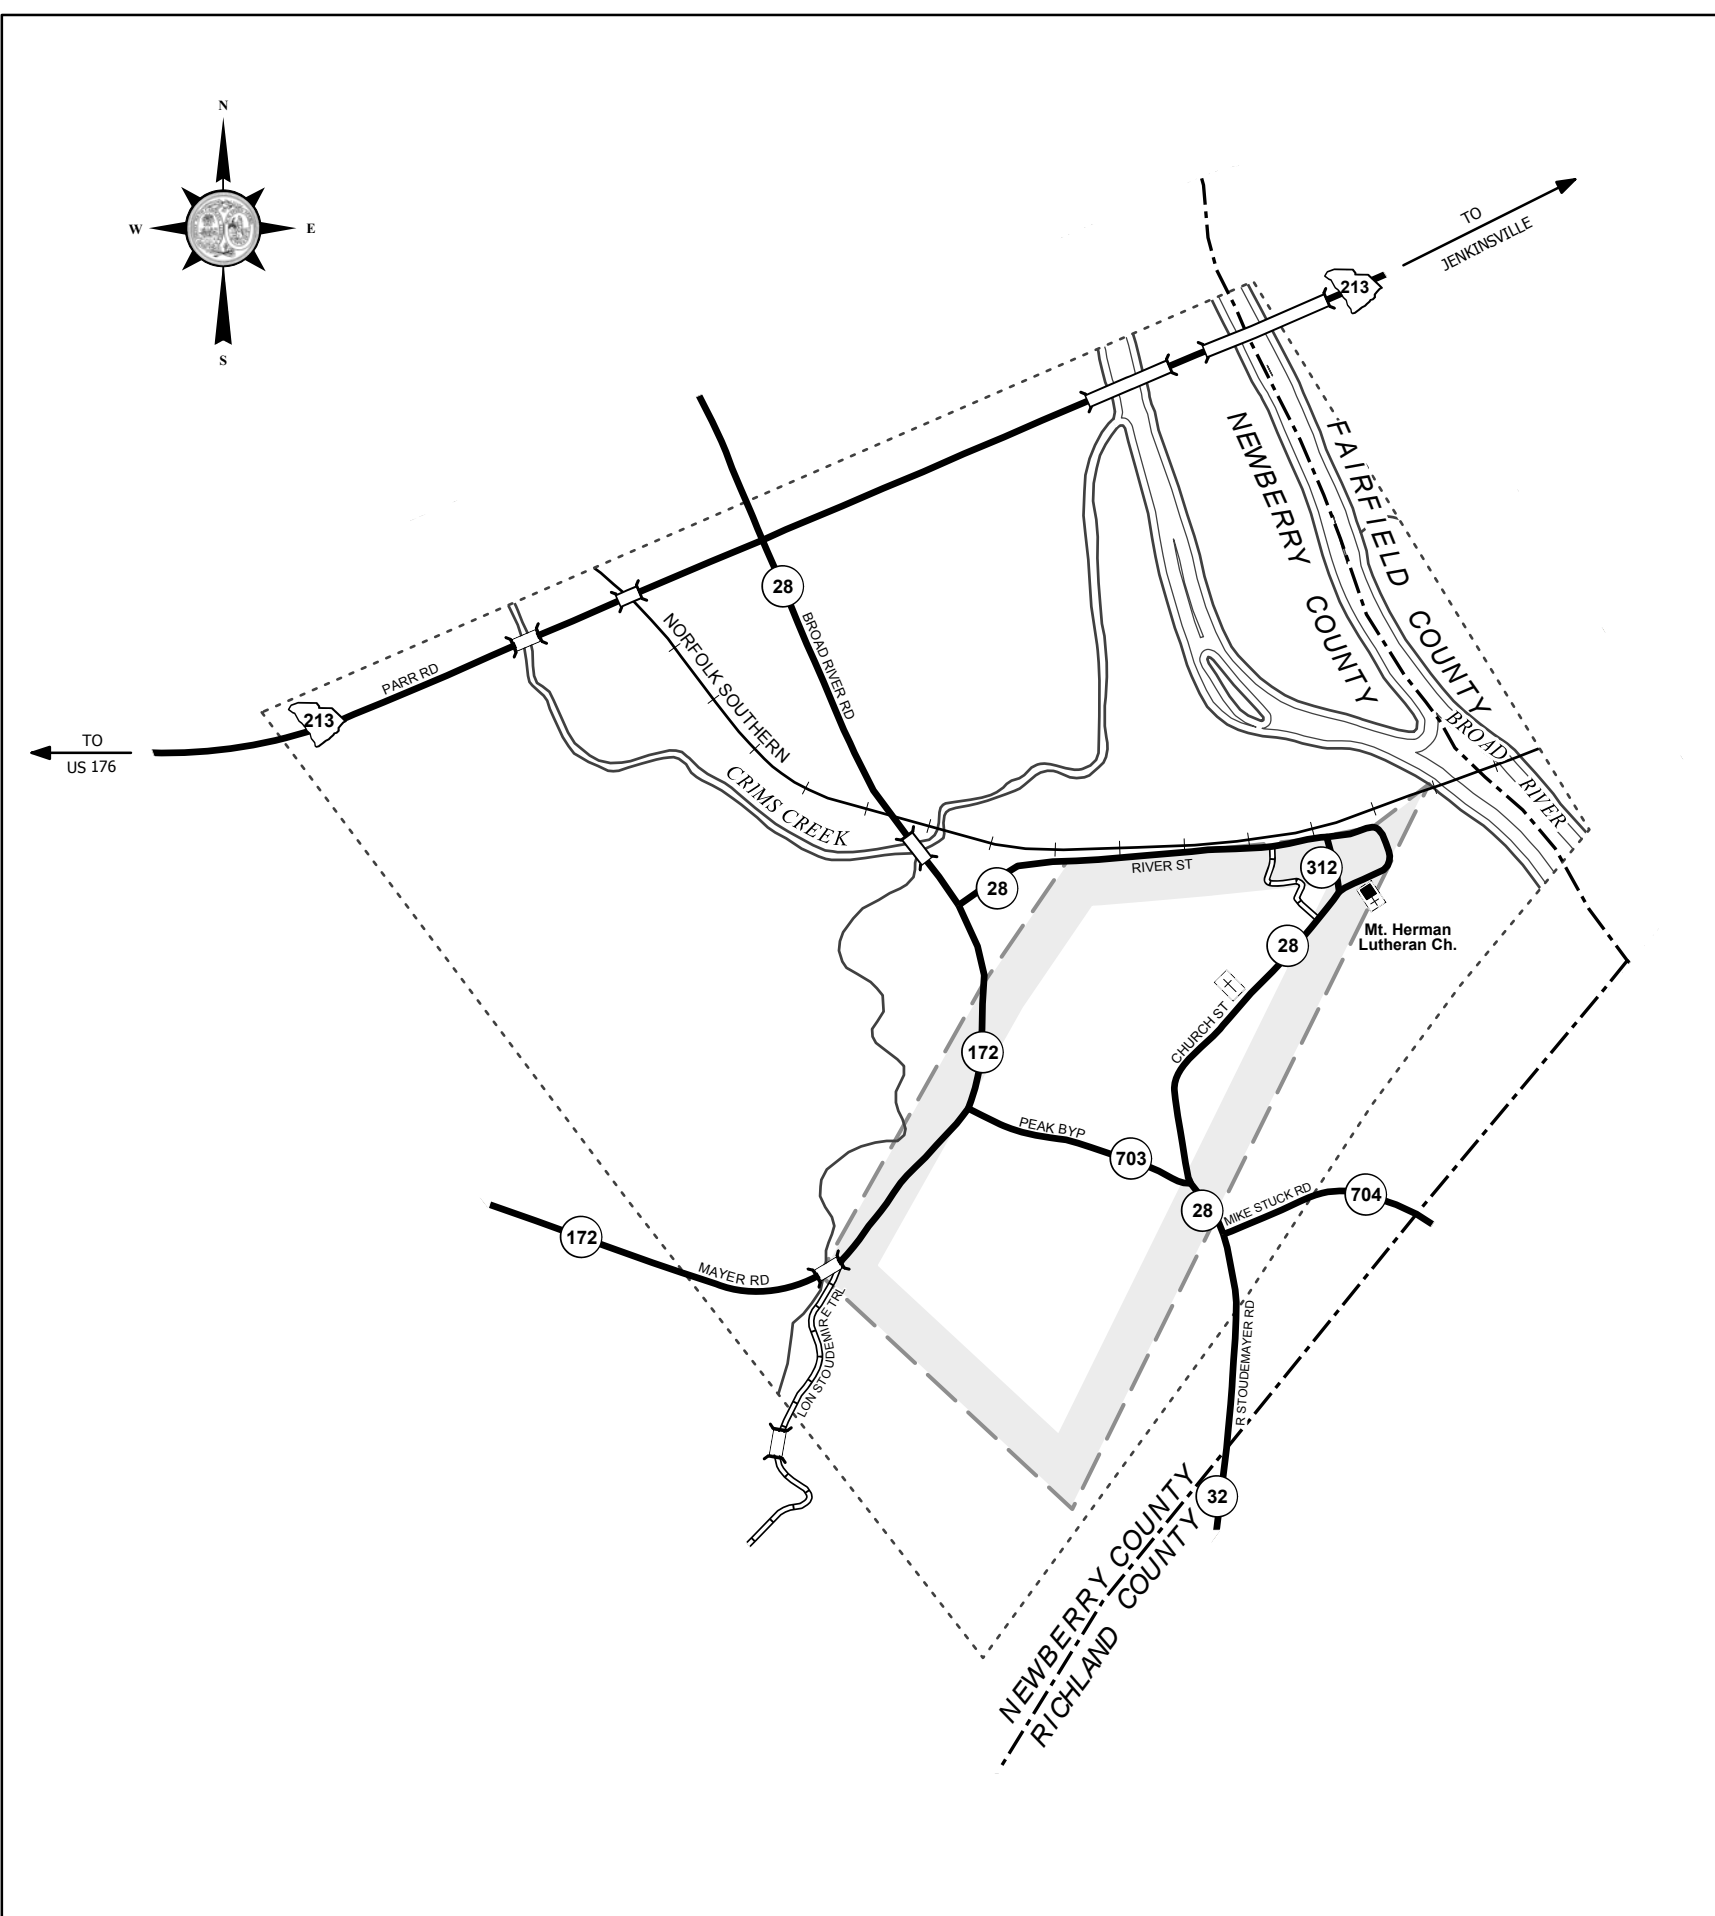 N
W
E
S
TO
JENKINSVILLE
213
NEWBERRY COUNTY
FAIRFIELD COUNTY
28
BROAD RIVER RD
NORFOLK SOUTHERN
PARR RD
213
TO
US 176
CRIMS CREEK
BROAD RIVER
RIVER ST
312
28
Mt. Herman
Lutheran Ch.
28
CHURCH ST
172
PEAK BYP
703
28
MIKE STUCK RD
704
172
MAYER RD
LON STOUDEMIRE TRL
R STOUDEMAYER RD
32
NEWBERRY COUNTY
RICHLAND COUNTY